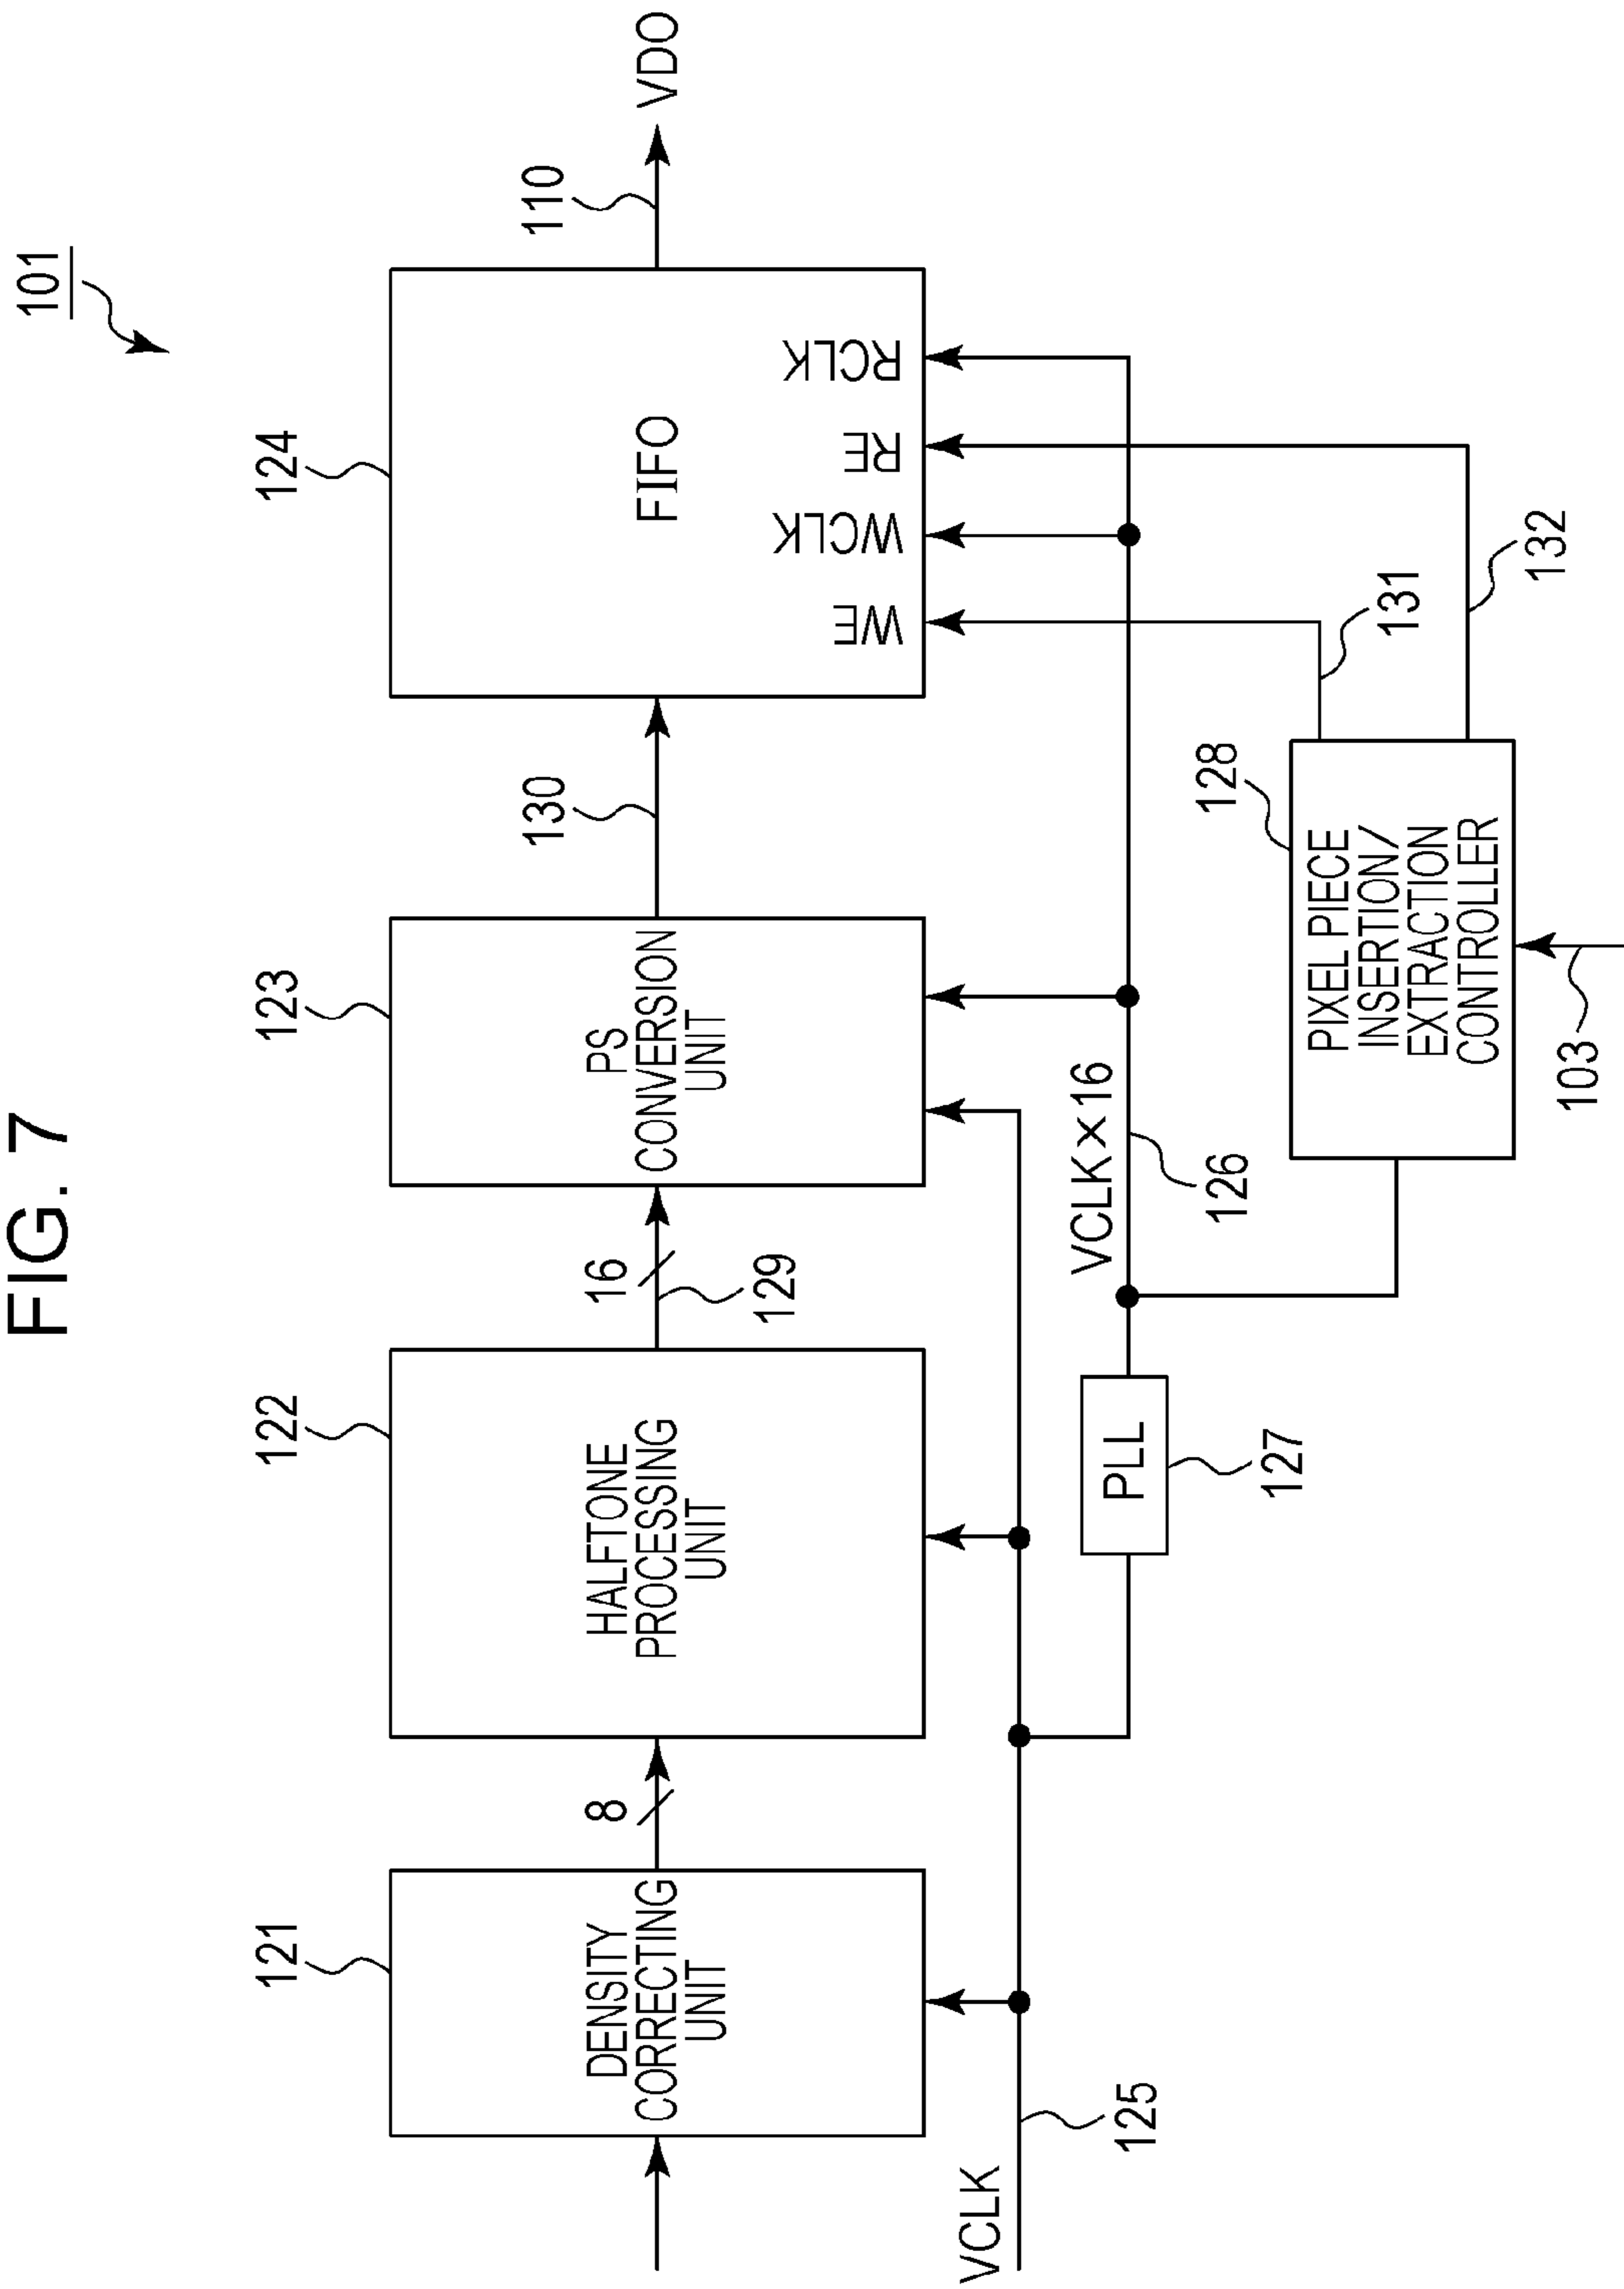 FIG. 7
101
121
122
123
124
DENSITY
CORRECTING
UNIT
8
HALFTONE
PROCESSING
UNIT
16
129
PS
CONVERSION
UNIT
130
FIFO
WE
WCLK
RE
RCLK
110
VDO
VCLK
125
PLL
127
VCLK×16
126
128
PIXEL PIECE
INSERTION/
EXTRACTION
CONTROLLER
103
131
132